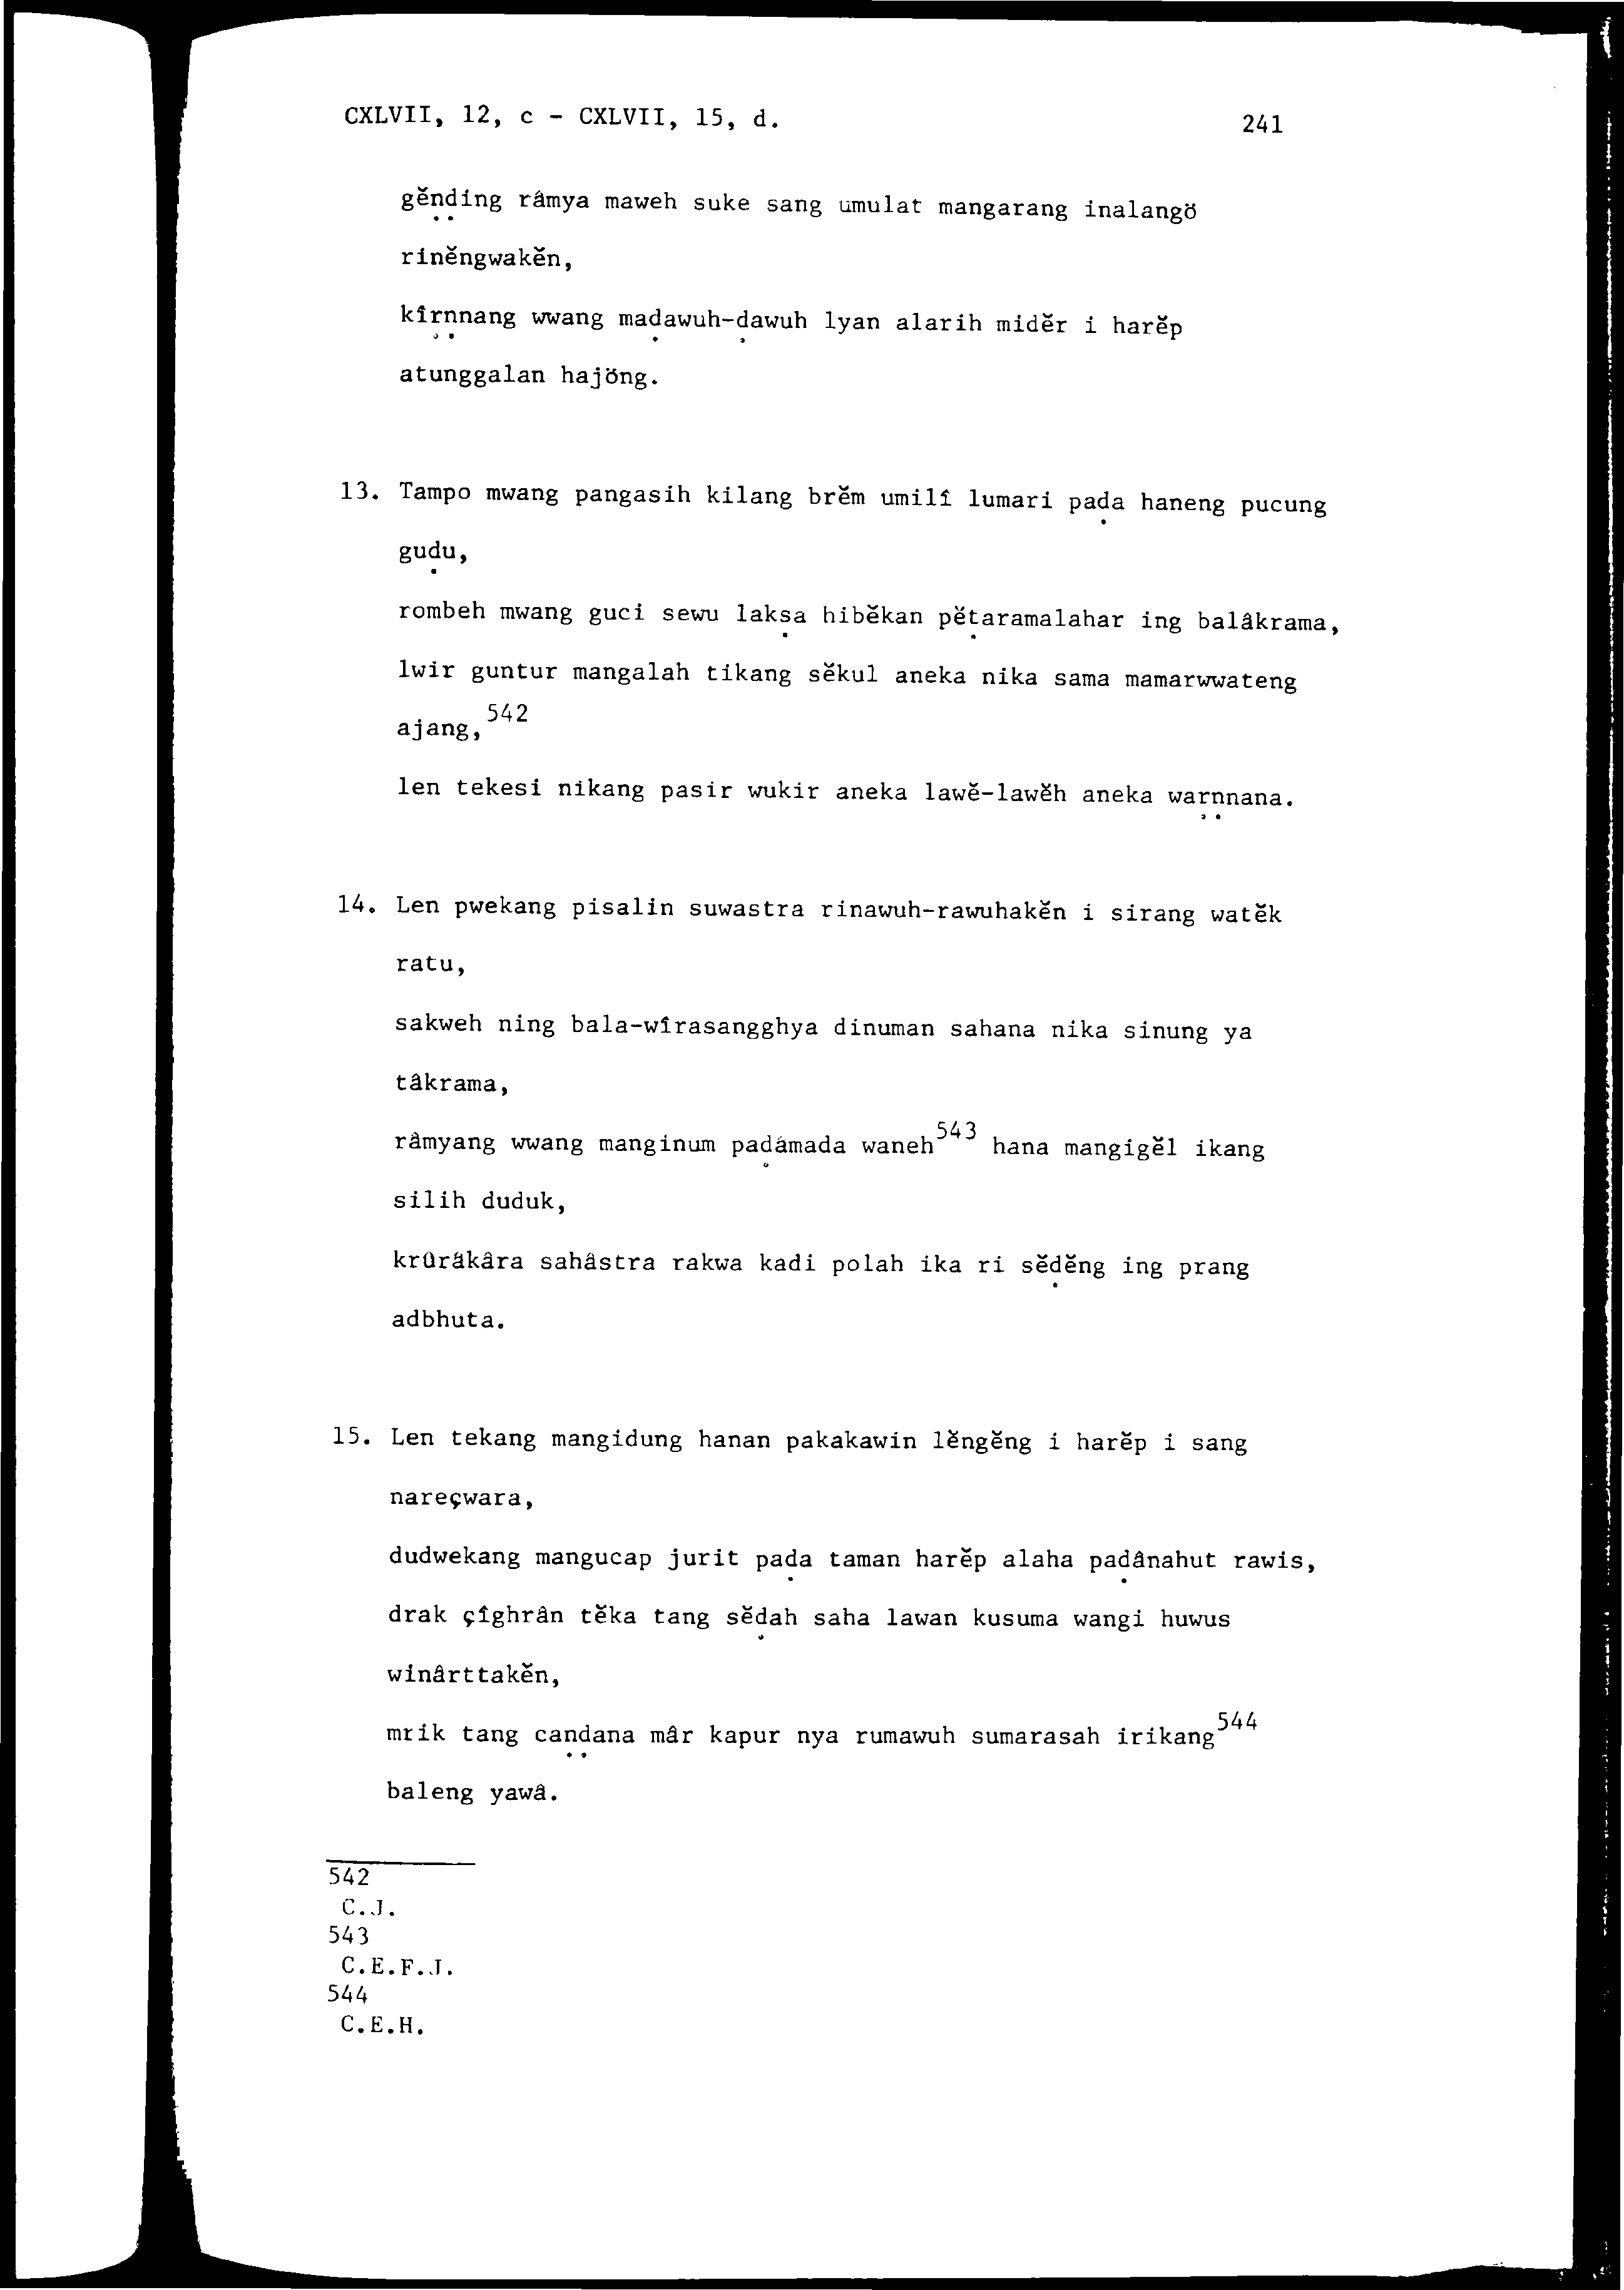 CXLVII, 12, c - CXLVII, 15, d.
241
gĕṇḍing râmya maweh suke sang umulat mangarang inalangö
rinĕngwakĕn,
kîrṇṇang wwang maḍawuh-ḍawuh lyan alarih midĕr i harĕp
atunggalan hajöng.
13. Tampo mwang pangasih kilang brĕm umilî lumari paḍa haneng pucung
guḍu,
rombeh mwang guci sewu lakṣa hibĕkan pĕṭaramalahar ing balâkrama,
lwir guntur mangalah tikang sĕkul aneka nika sama mamarwwateng
ajang,542
len tekesi nikang pasir wukir aneka lawĕ-lawĕh aneka warṇṇana.
14. Len pwekang pisalin suwastra rinawuh-rawuhakĕn i sirang watĕk
ratu,
sakweh ning bala-wîrasangghya dinuman sahana nika sinung ya
tâkrama,
râmyang wwang manginum paḍâmada waneh543 hana mangigĕl ikang
silih duduk,
krûrâkâra sahâstra rakwa kadi polah ika ri sĕḍĕng ing prang
adbhuta.
15. Len tekang mangidung hanan pakakawin lĕngĕng i harĕp i sang
nareçwara,
dudwekang mangucap jurit paḍa taman harĕp alaha paḍânahut rawis,
drak çîghrân tĕka tang sĕḍah saha lawan kusuma wangi huwus
winârttakĕn,
mrik tang caṇḍana mâr kapur nya rumawuh sumarasah irikang544
baleng yawâ.
542
C.J.
543
C.E.F.J.
544
C.E.H.